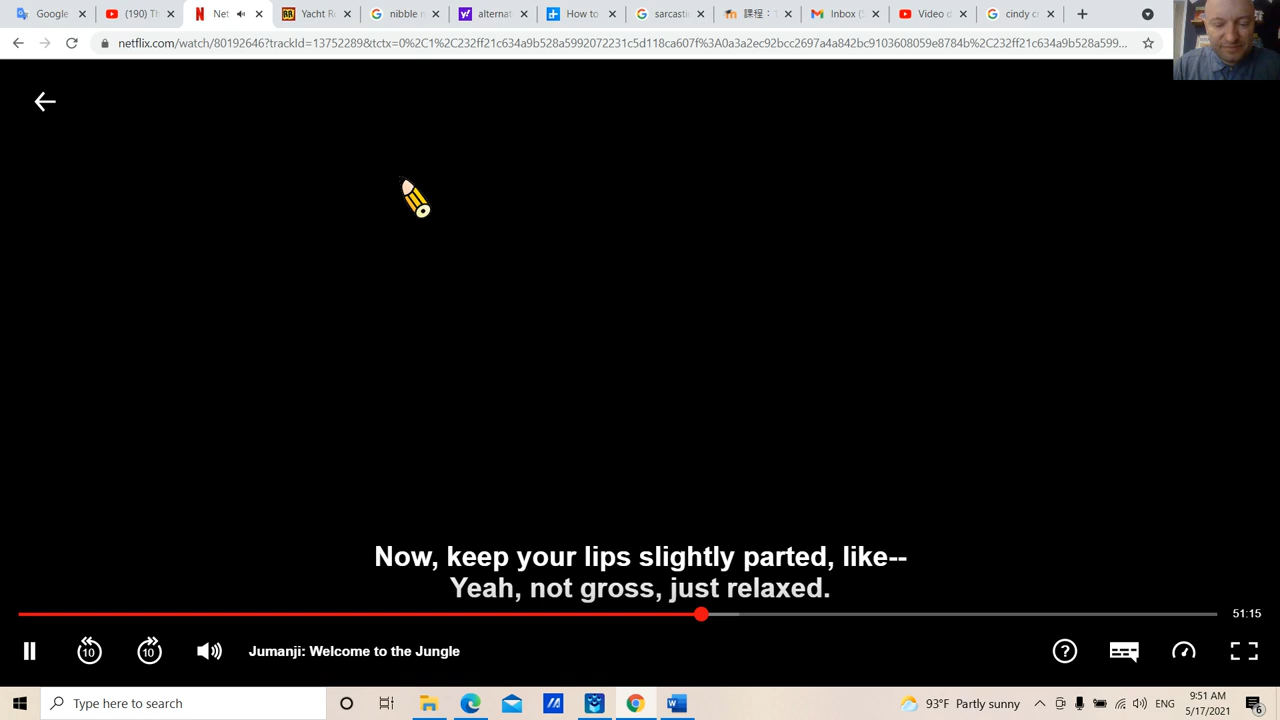 Google
(190) Th
Net
Yacht Ro
nibble n
alternat
How to
sarcasti
課程：T
Inbox (
Video d
cindy c
netflix.com/watch/80192646?trackId=13752289&tctx=0%2C1%2C232ff21c634a9b528a5992072231c5d118ca607f%3A0a3a2ec92bcc2697a4a842bc9103608059e8784b%2C232ff21c634a9b528a599...
Now, keep your lips slightly parted, like--
Yeah, not gross, just relaxed.
51:15
10
10
Jumanji: Welcome to the Jungle
?
Type here to search
93°F Partly sunny
ENG
9:51 AM
5/17/2021
6